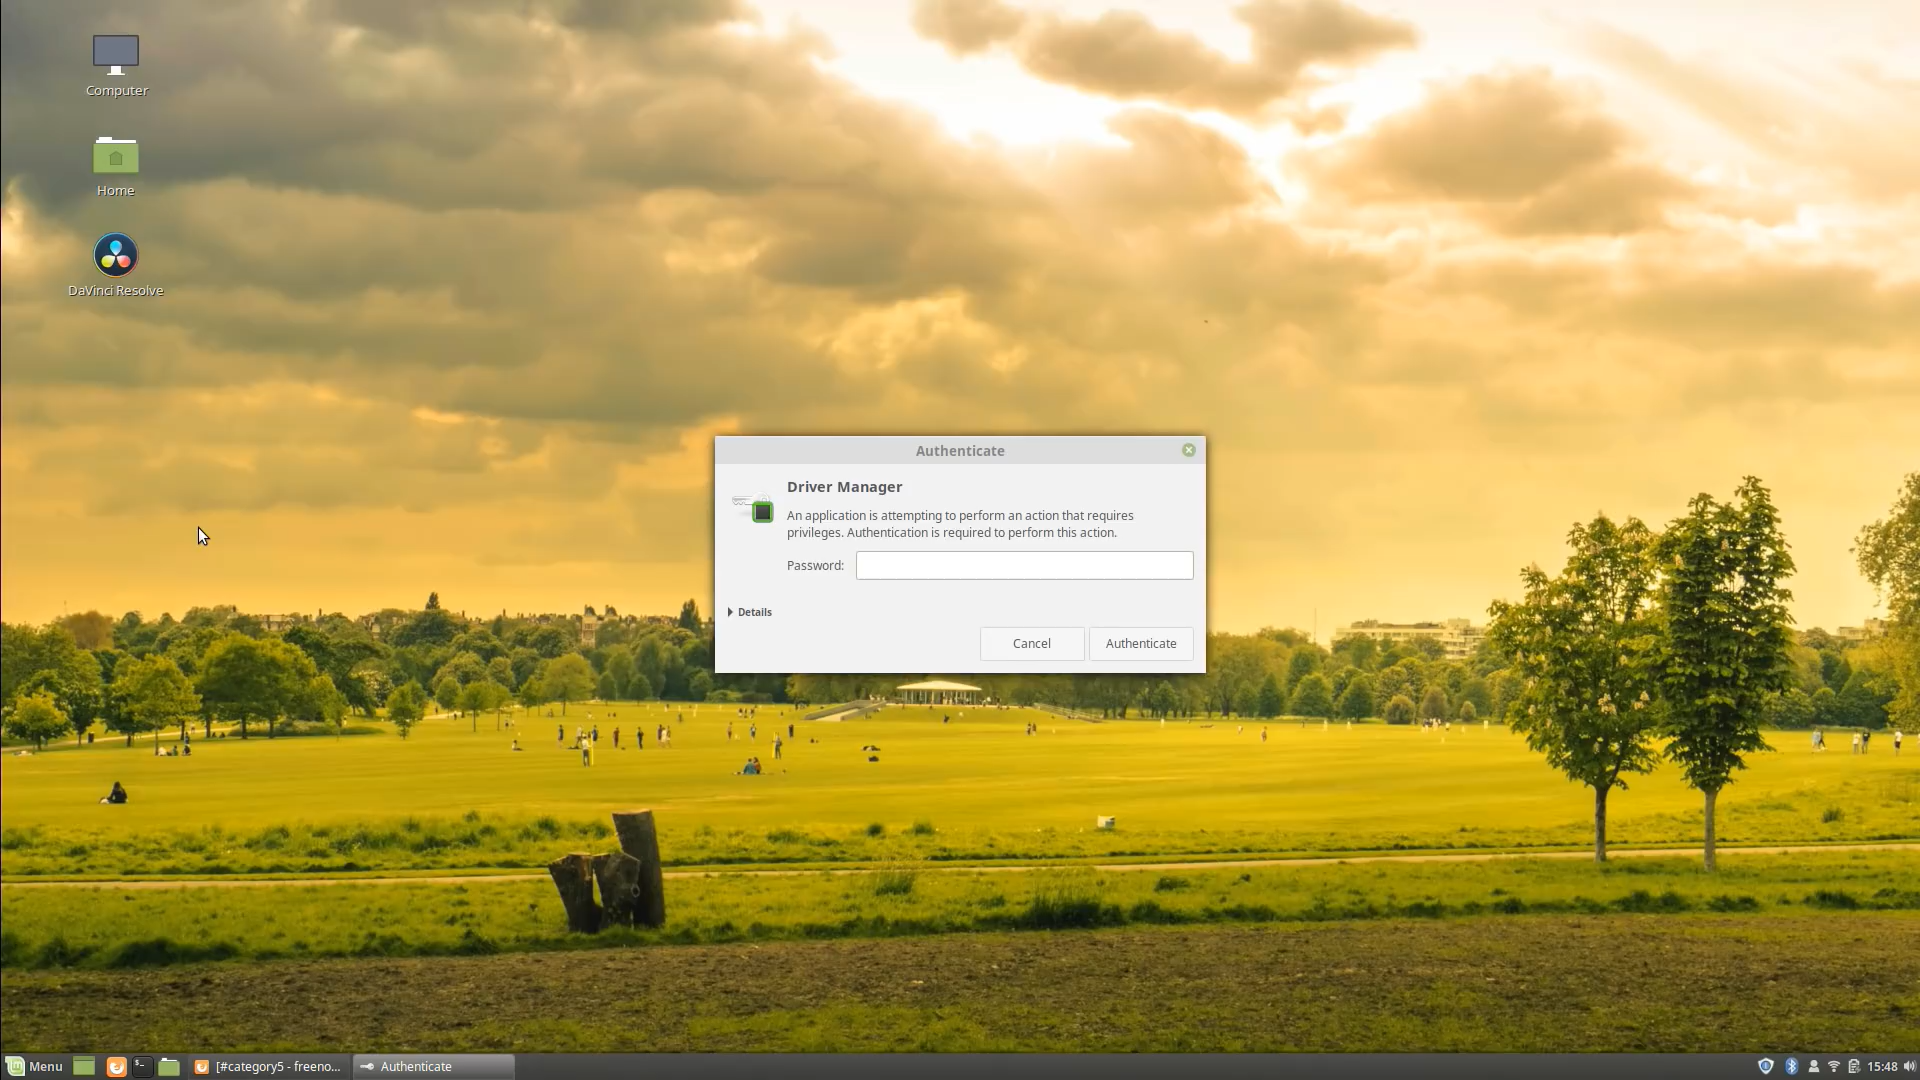 Computer
Home
DaVinci Resolve
Authenticate
Driver Manager
An application is attempting to perform an action that requires
privileges. Authentication is required to perform this action.
Password:
Details
Cancel
Authenticate
Menu
[#category5 - freeno...
Authenticate
15:48